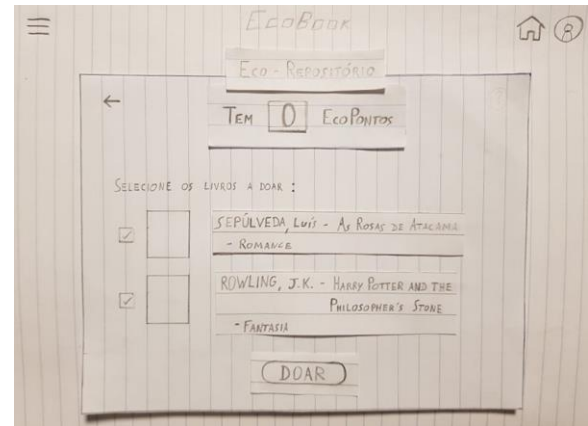 EcoBook
Eco - Repositório
Tem 0 EcoPontos
Selecione os livros a doar :
SEPÚLVEDA, Luís - As Rosas de Atacama
- Romance
ROWLING, J.K. - Harry Potter and the
Philosopher's Stone
- Fantasia
DOAR